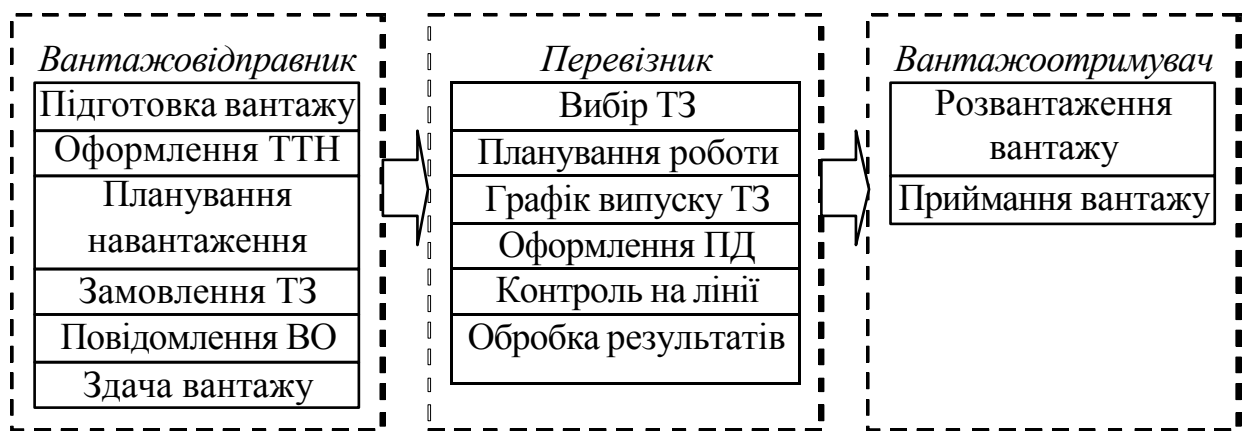 Вантажовідправник
Підготовка вантажу
Оформлення ТТН
Планування
навантаження
Замовлення ТЗ
Повідомлення ВО
Здача вантажу
Перевізник
Вибір ТЗ
Планування роботи
Графік випуску ТЗ
Оформлення ПД
Контроль на лінії
Обробка результатів
Вантажоотримувач
Розвантаження
вантажу
Приймання вантажу